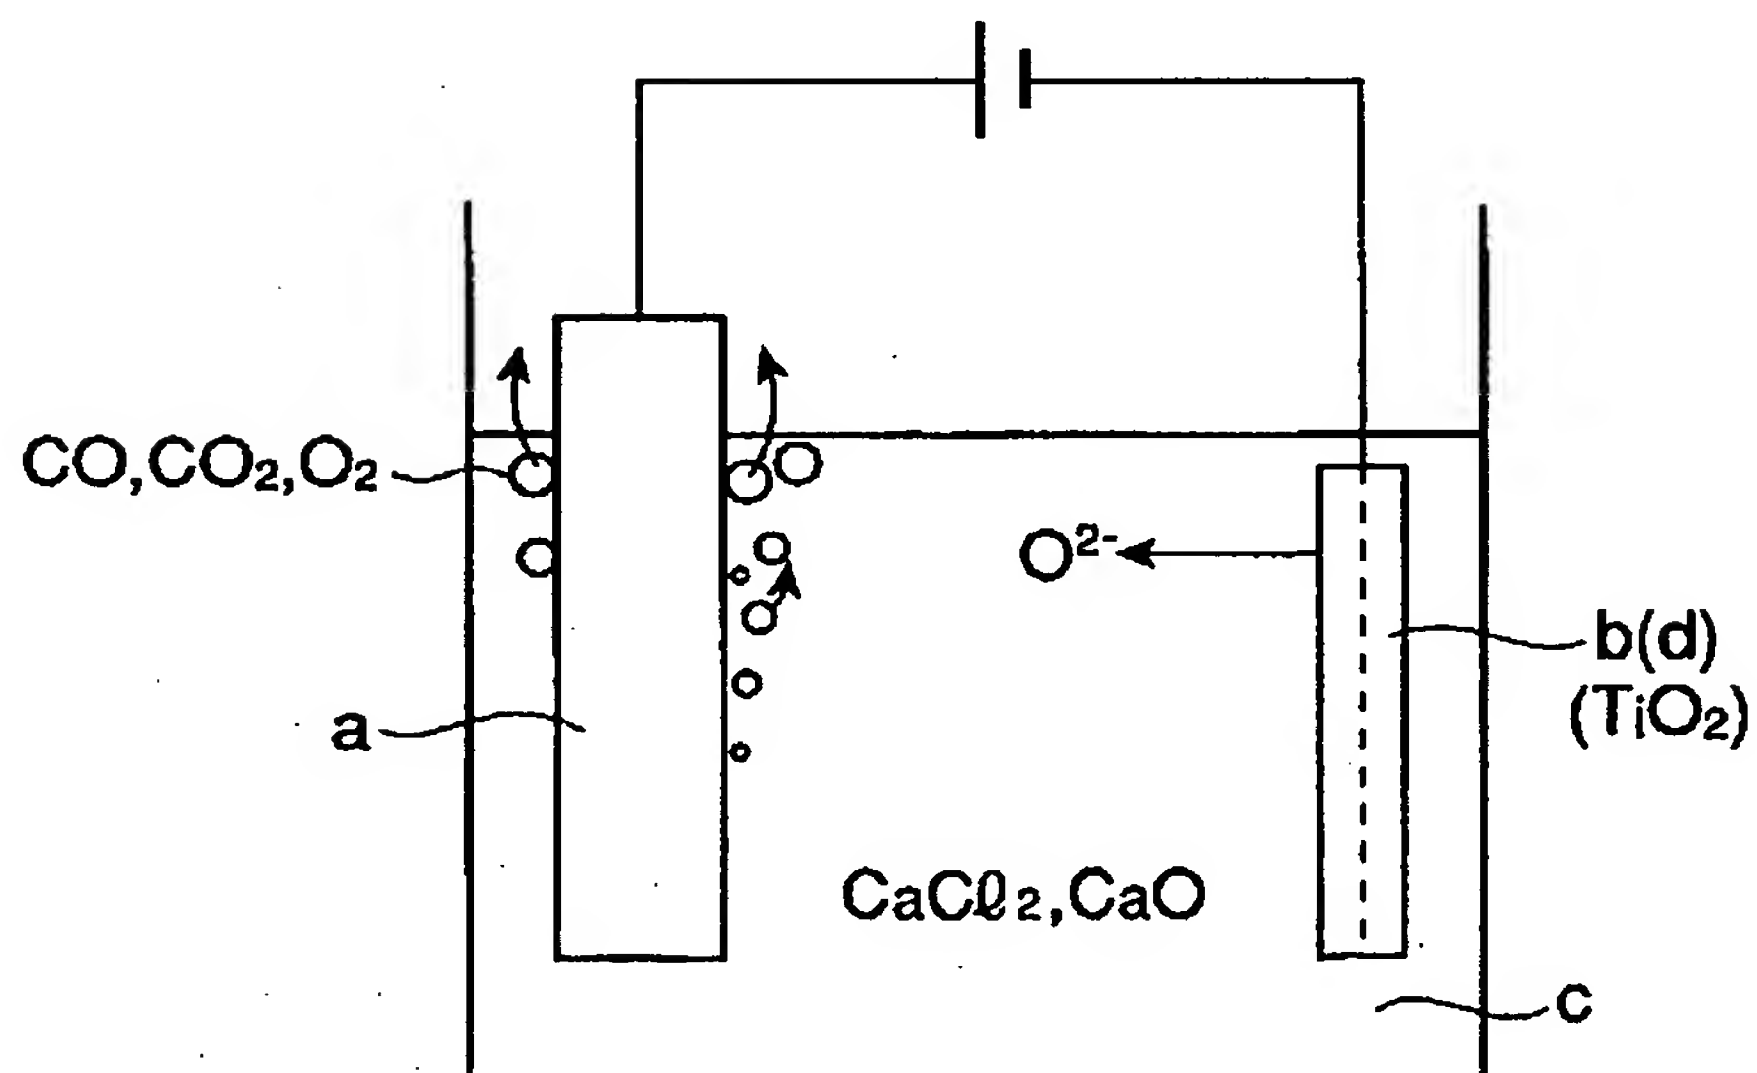 CO,CO₂,O₂
O²⁻
b(d)
(TiO₂)
a
CaCℓ₂,CaO
c